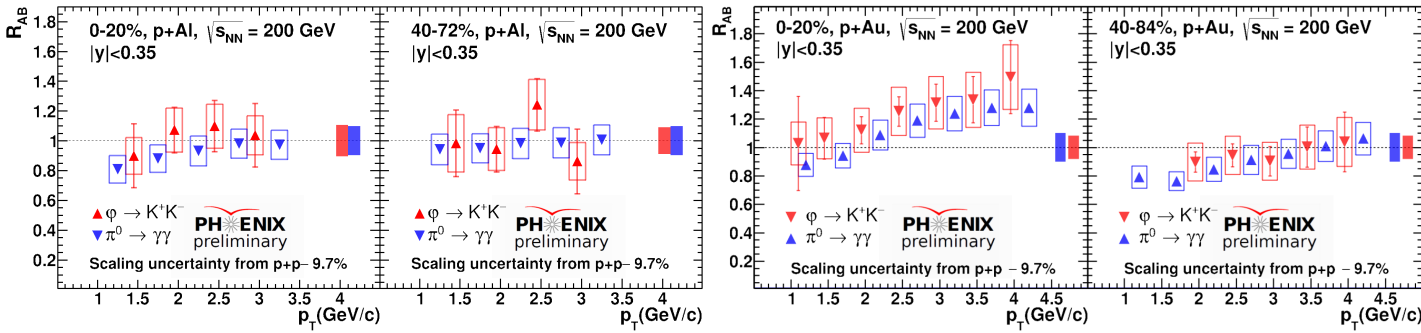 R_AB
1.8
1.6
1.4
1.2
1
0.8
0.6
0.4
0.2
0-20%, p+Al, √s_NN = 200 GeV
|y|<0.35
φ → K⁺K⁻
π⁰ → γγ
PHENIX
preliminary
Scaling uncertainty from p+p – 9.7%
1 1.5 2 2.5 3 3.5 4
40-72%, p+Al, √s_NN = 200 GeV
|y|<0.35
φ → K⁺K⁻
π⁰ → γγ
PHENIX
preliminary
Scaling uncertainty from p+p – 9.7%
1 1.5 2 2.5 3 3.5 4
p_T(GeV/c)
p_T(GeV/c)
R_AB
1.8
1.6
1.4
1.2
1
0.8
0.6
0.4
0.2
0-20%, p+Au, √s_NN = 200 GeV
|y|<0.35
φ → K⁺K⁻
π⁰ → γγ
PHENIX
preliminary
Scaling uncertainty from p+p – 9.7%
1 1.5 2 2.5 3 3.5 4 4.5
40-84%, p+Au, √s_NN = 200 GeV
|y|<0.35
φ → K⁺K⁻
π⁰ → γγ
PHENIX
preliminary
Scaling uncertainty from p+p – 9.7%
1 1.5 2 2.5 3 3.5 4 4.5
p_T(GeV/c)
p_T(GeV/c)